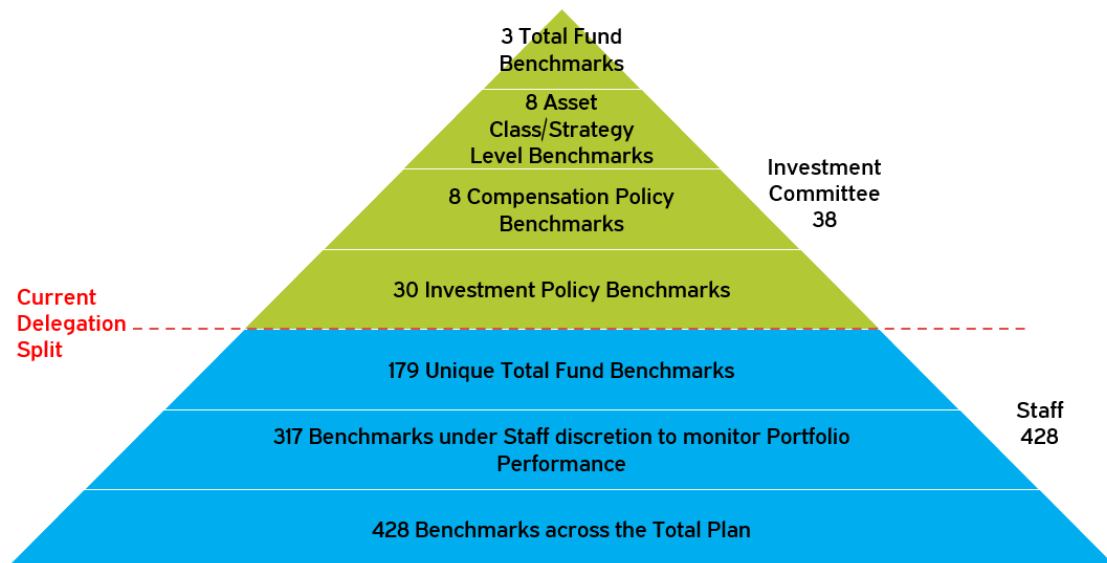 3 Total Fund
Benchmarks
8 Asset
Class/Strategy
Level Benchmarks
Investment
Committee
38
8 Compensation Policy
Benchmarks
30 Investment Policy Benchmarks
Current
Delegation
Split
179 Unique Total Fund Benchmarks
317 Benchmarks under Staff discretion to monitor Portfolio
Performance
Staff
428
428 Benchmarks across the Total Plan